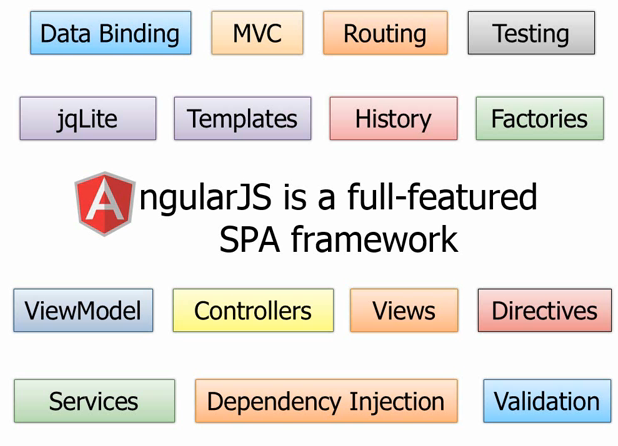 Data Binding
MVC
Routing
Testing
jqLite
Templates
History
Factories
AngularJS is a full-featured
SPA framework
ViewModel
Controllers
Views
Directives
Services
Dependency Injection
Validation